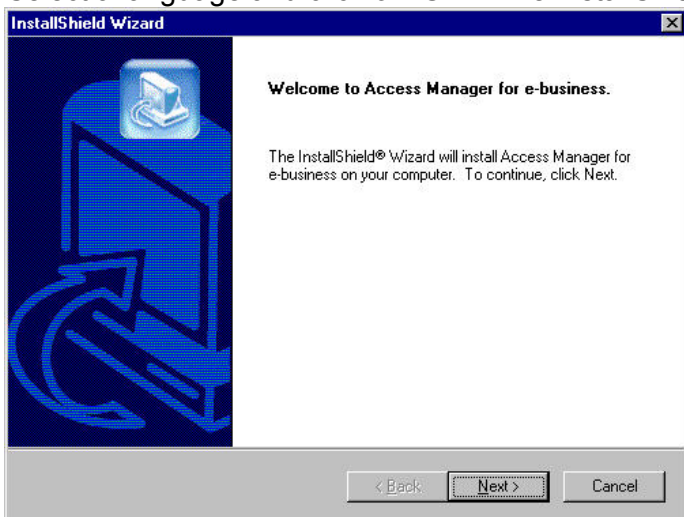 InstallShield Wizard
Welcome to Access Manager for e-business.
The InstallShield® Wizard will install Access Manager for
e-business on your computer. To continue, click Next.
< Back
Next >
Cancel